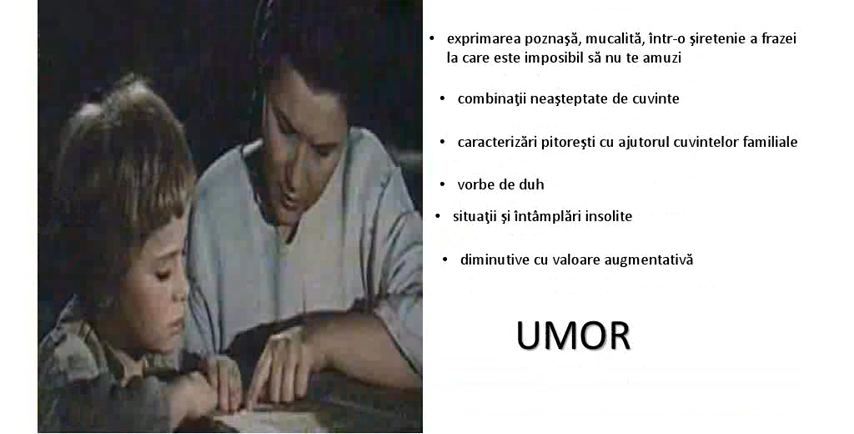 • exprimarea poznaşă, mucalită, într-o şiretenie a frazei
la care este imposibil să nu te amuzi
• combinaţii neaşteptate de cuvinte
• caracterizări pitoreşti cu ajutorul cuvintelor familiale
• vorbe de duh
• situaţii şi întâmplări insolite
• diminutive cu valoare augmentativă
UMOR